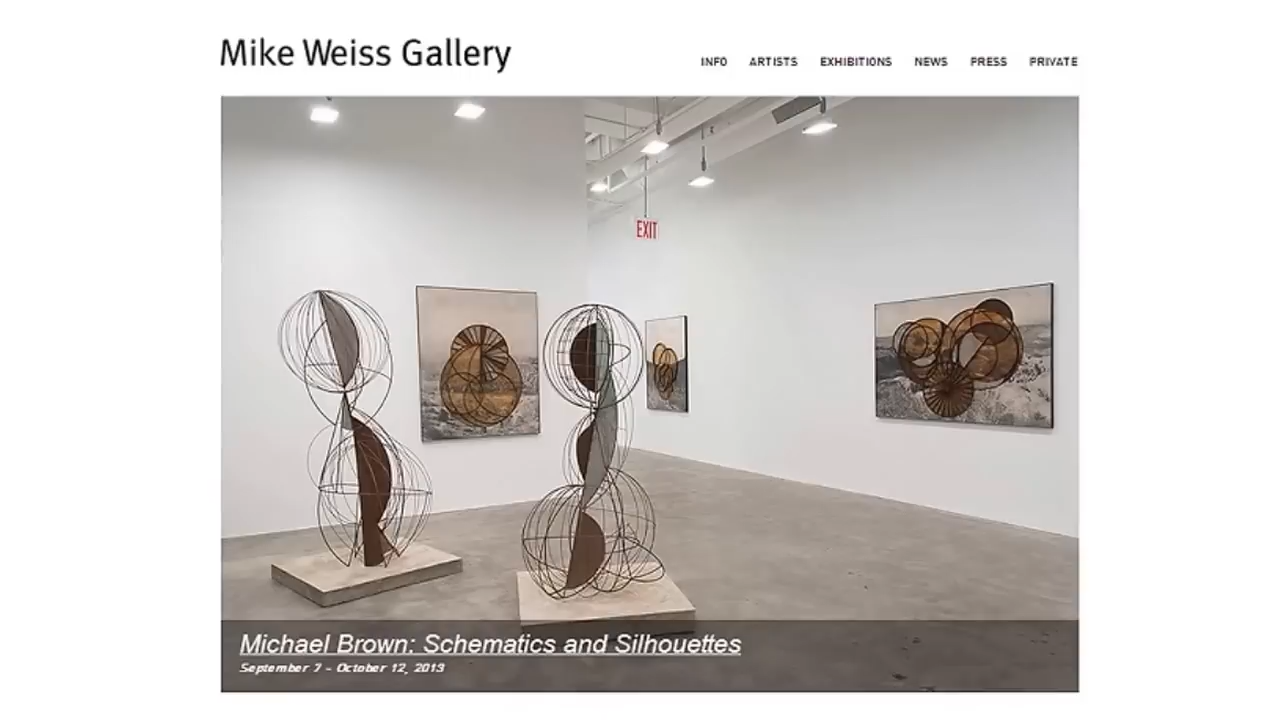 Mike Weiss Gallery
INFO ARTISTS EXHIBITIONS NEWS PRESS PRIVATE
EXIT
Michael Brown: Schematics and Silhouettes
September 7 - October 12, 2013